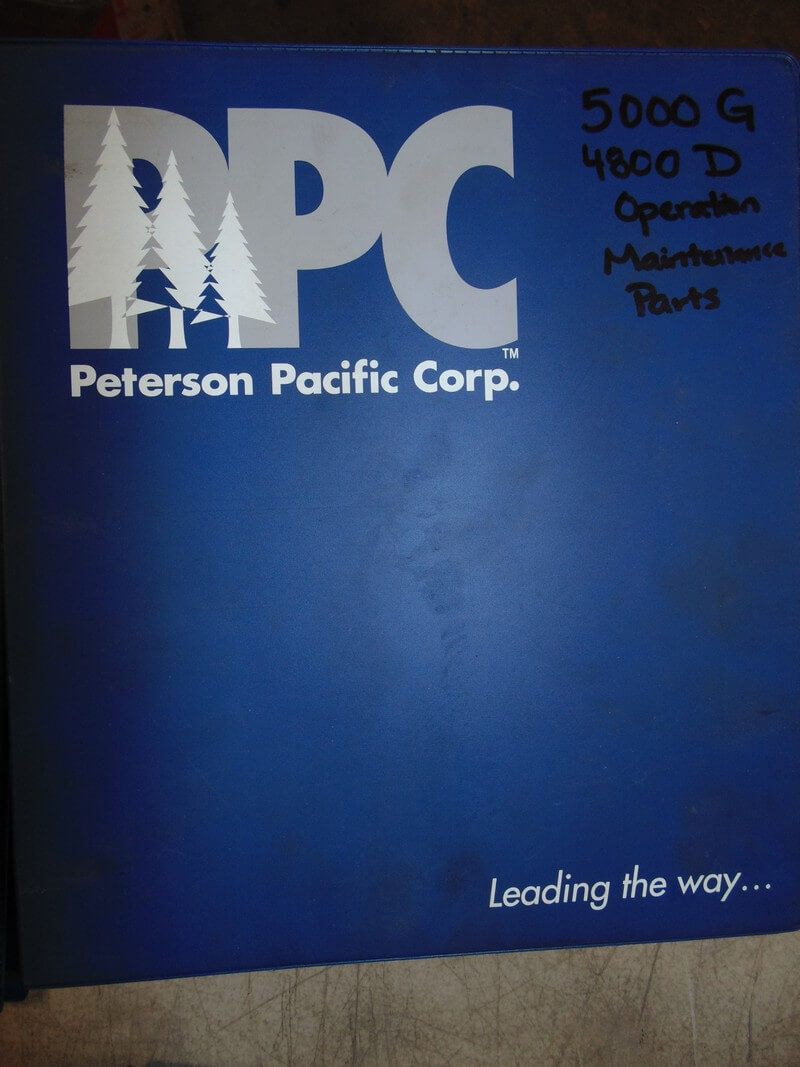 PPC
TM
Peterson Pacific Corp.
5000 G
4800 D
Operation
Maintenance
Parts
Leading the way...